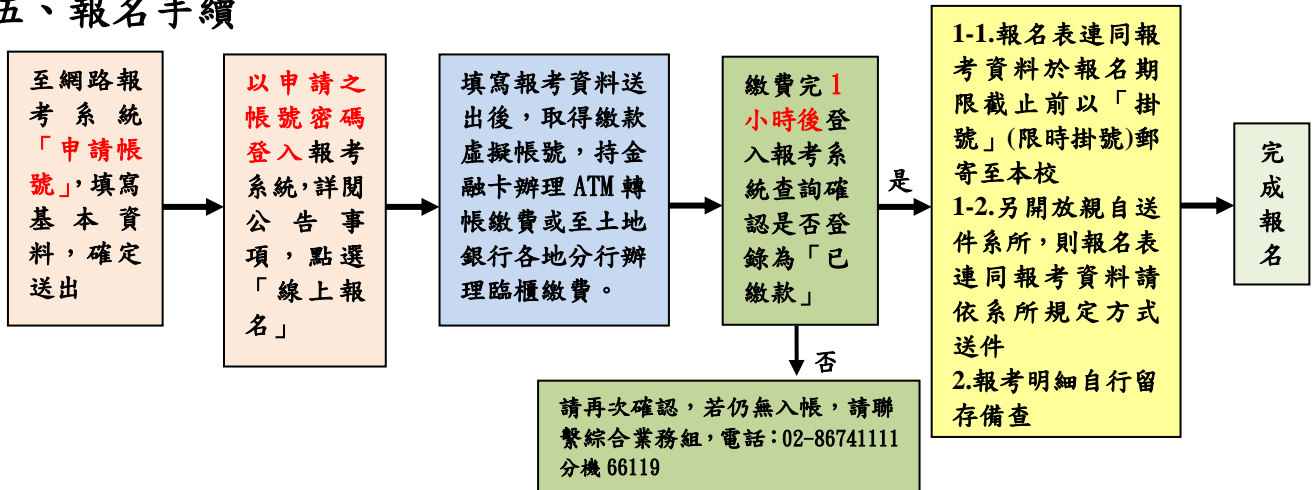 五、報名手續
至網路報
考系統
「申請帳
號」，填寫
基本資
料，確定
送出
以申請之
帳號密碼
登入報考
系統，詳閱
公告事
項，點選
「線上報
名」
填寫報考資料送
出後，取得繳款
虛擬帳號，持金
融卡辦理 ATM 轉
帳繳費或至土地
銀行各地分行辦
理臨櫃繳費。
繳費完 1
小時後登
入報考系
統查詢確
認是否登
錄為「已
繳款」
是
否
請再次確認，若仍無入帳，請聯
繫綜合業務組，電話：02-86741111
分機 66119
1-1.報名表連同報
考資料於報名期
限截止前以「掛
號」(限時掛號)郵
寄至本校
1-2.另開放親自送
件系所，則報名表
連同報考資料請
依系所規定方式
送件
2.報考明細自行留
存備查
完
成
報
名